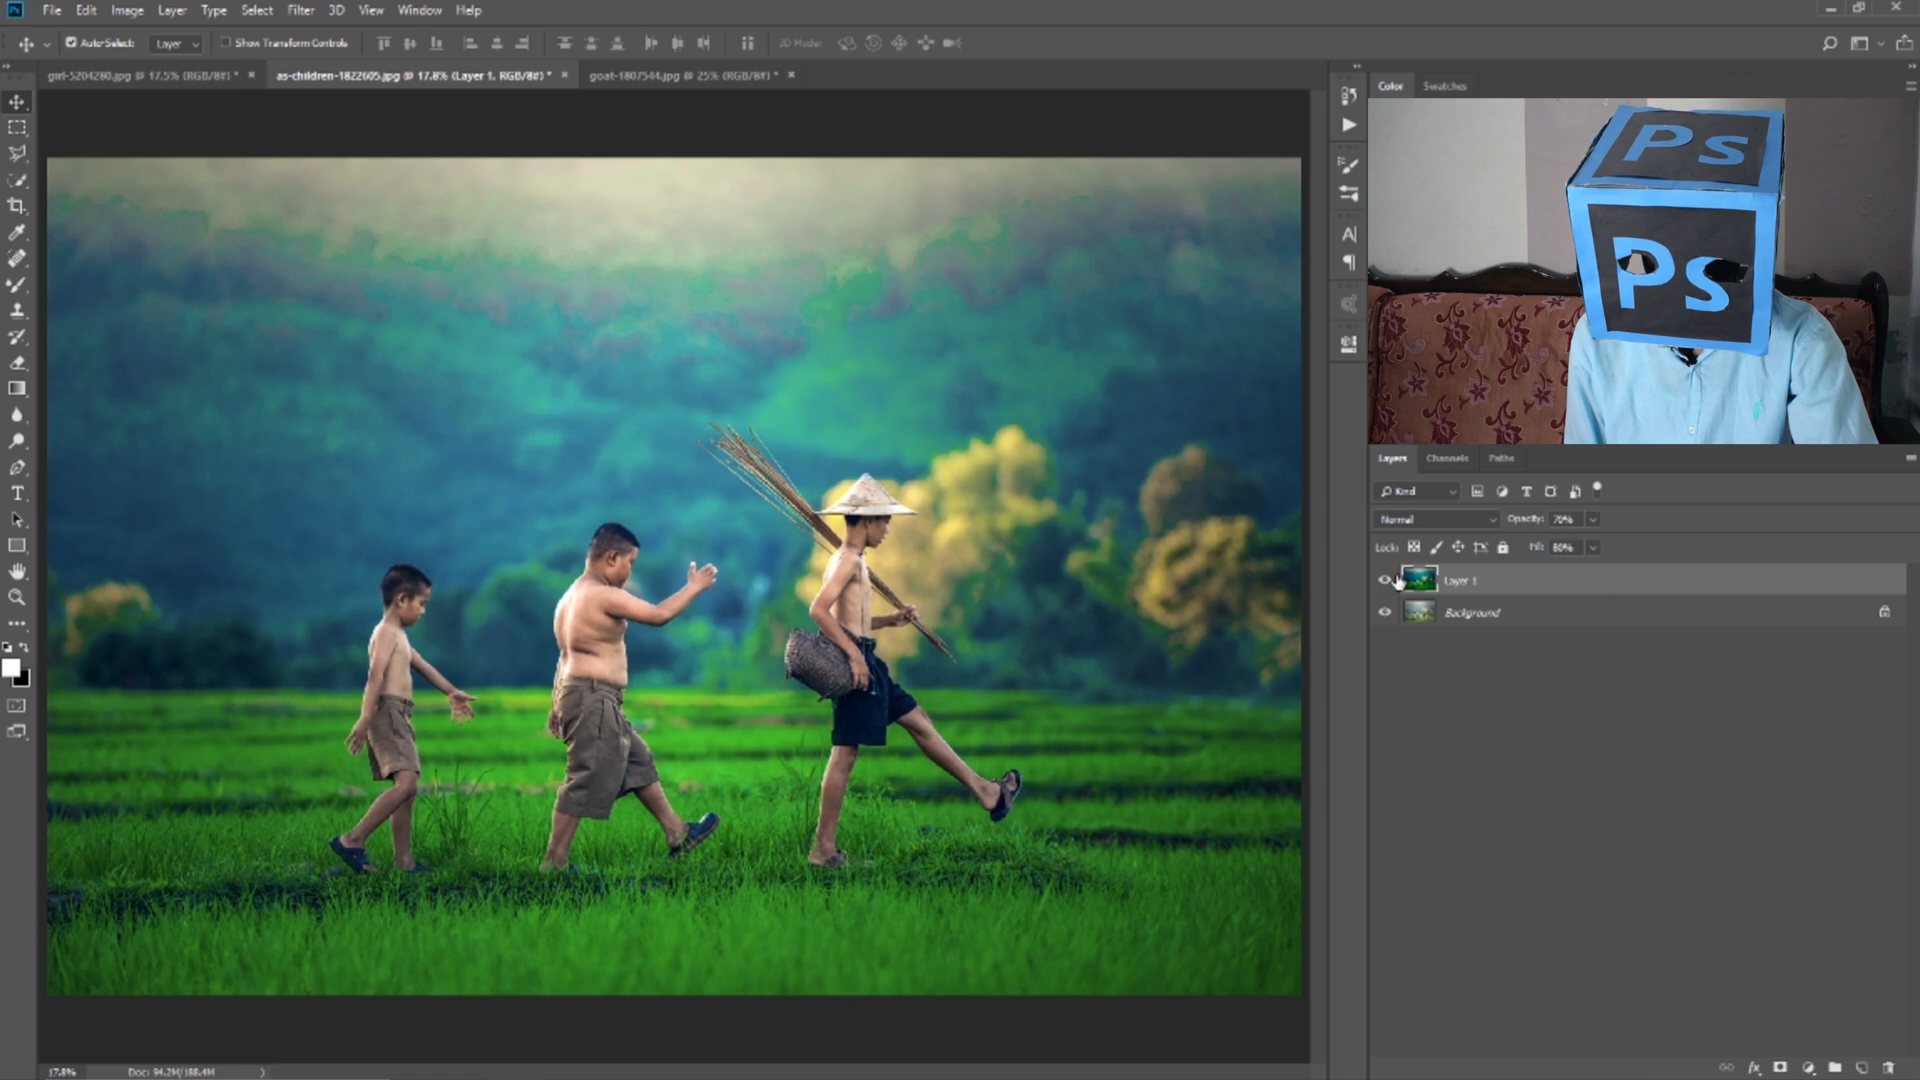 Ps File Edit Image Layer Type Select Filter 3D View Window Help
Auto-Select: Layer Show Transform Controls 3D Mode:
girl-5204280.jpg @ 17.5% (RGB/8#) * × as-children-1822605.jpg @ 17.8% (Layer 1, RGB/8#) * × goat-1807544.jpg @ 25% (RGB/8#) * ×
Color Swatches
Ps
Ps
Layers Channels Paths
Kind
Normal Opacity: 70%
Lock: Fill: 80%
Layer 1
Background
17.8% Doc: 94.2M/188.4M